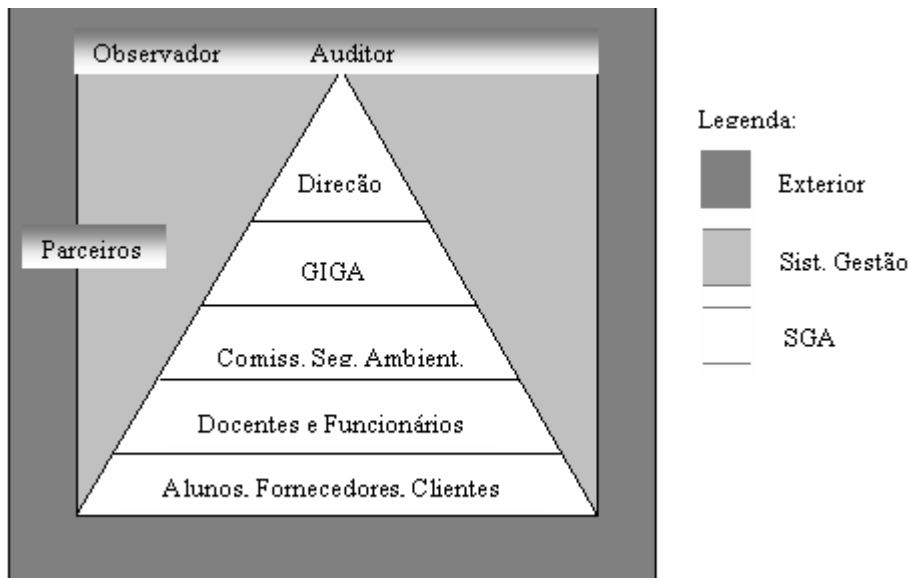 Observador Auditor
Direcão
Parceiros
GIGA
Comiss. Seg. Ambient.
Docentes e Funcionários
Alunos. Fornecedores. Clientes
Legenda:
Exterior
Sist. Gestão
SGA